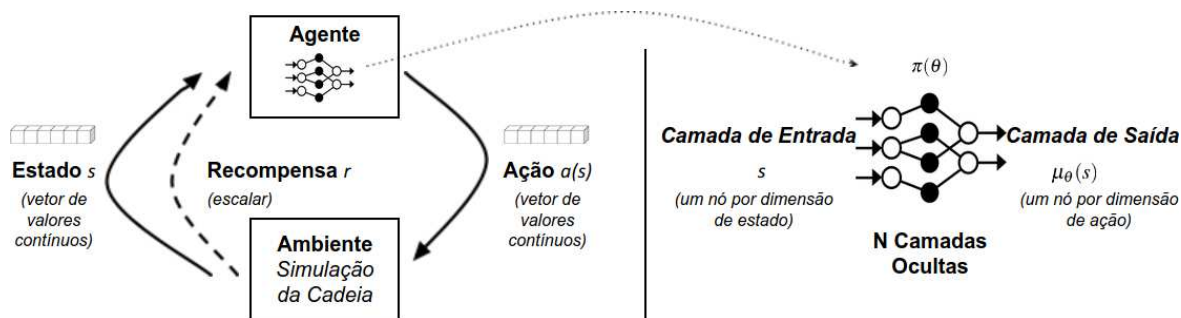 Agente
Estado s
(vetor de
valores
contínuos)
Recompensa r
(escalar)
Ação a(s)
(vetor de
valores
contínuos)
Ambiente
Simulação
da Cadeia
π(θ)
Camada de Entrada
s
(um nó por dimensão
de estado)
Camada de Saída
μθ(s)
(um nó por dimensão
de ação)
N Camadas
Ocultas